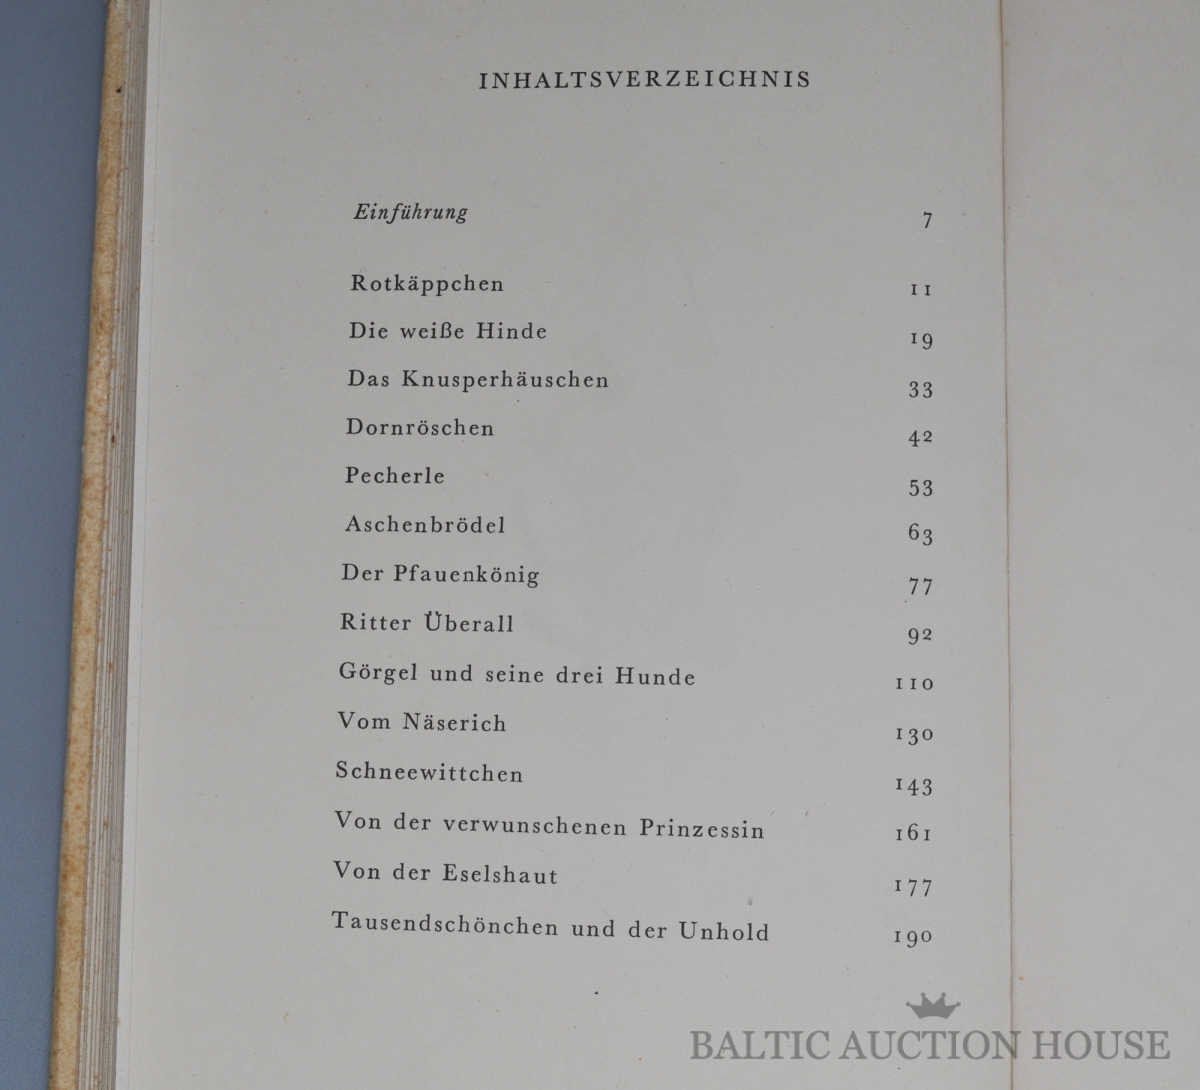 INHALTSVERZEICHNIS
Einführung 7
Rotkäppchen 11
Die weiße Hinde 19
Das Knusperhäuschen 33
Dornröschen 42
Pecherle 53
Aschenbrödel 63
Der Pfauenkönig 77
Ritter Überall 92
Görgel und seine drei Hunde 110
Vom Näserich 130
Schneewittchen 143
Von der verwunschenen Prinzessin 161
Von der Eselshaut 177
Tausendschönchen und der Unhold 190
BALTIC AUCTION HOUSE